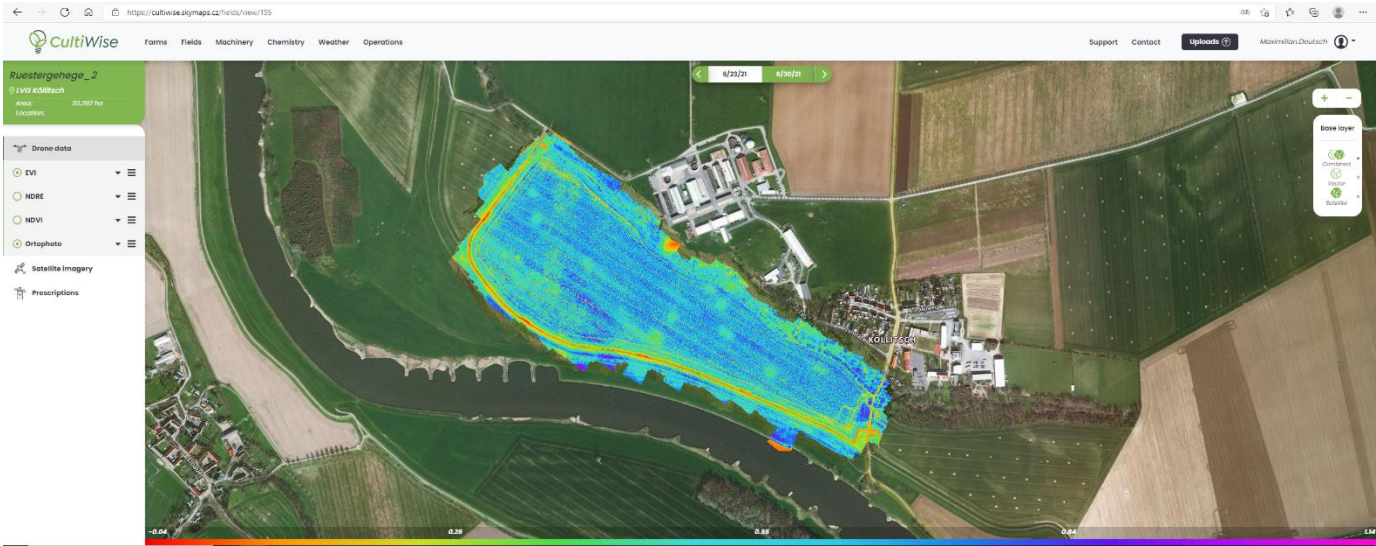 https://cultiwise.skymaps.cz/fields/view/195
CultiWise
Farms Fields Machinery Chemistry Weather Operations
Support Contact Uploads Maximilian.Deutsch
Ruestergehege_2
LVG Köllitsch
Area: 30.292 ha
Location:
6/23/21 6/30/21
+ -
Base layer
Combined
Vector
Satellite
Drone data
EVI
NDRE
NDVI
Ortophoto
Satellite imagery
Prescriptions
KÖLLITSCH
-0.04 0.26 0.55 0.84 1.14